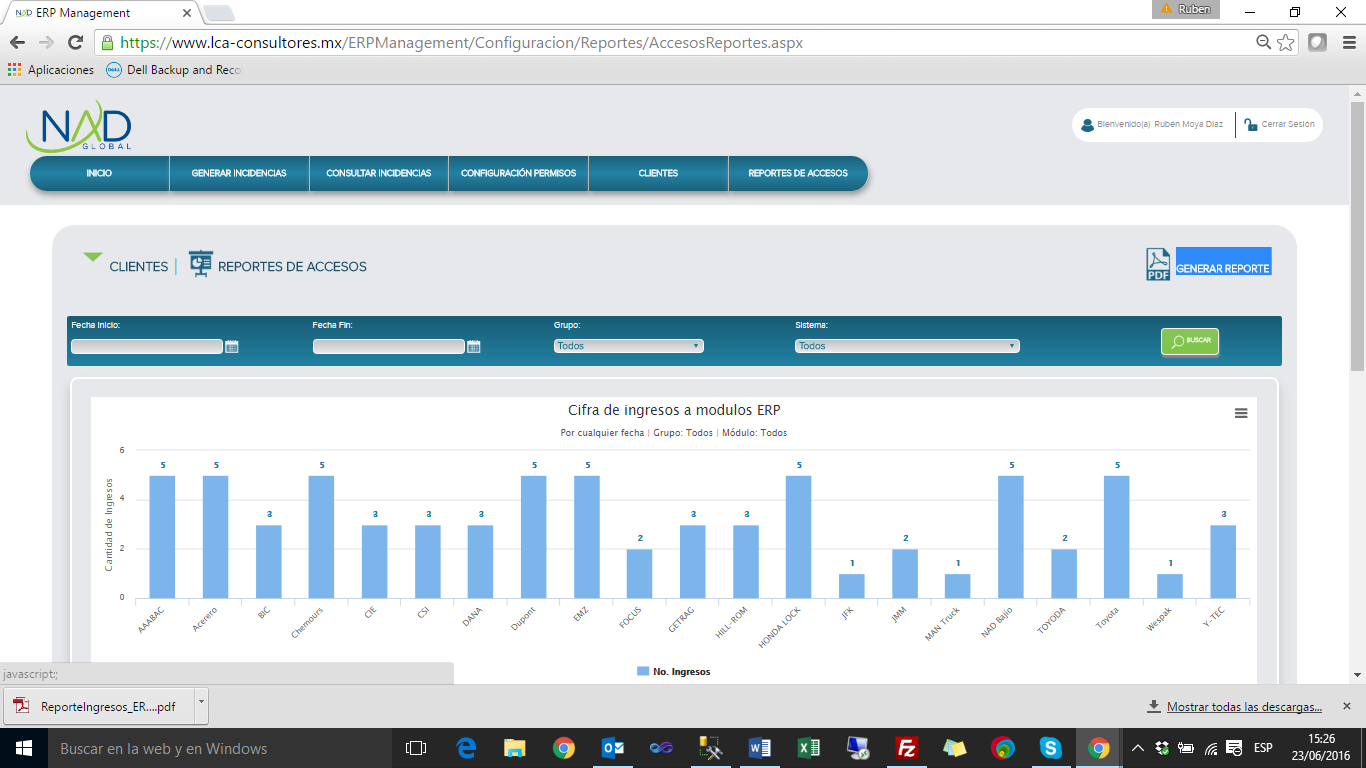 NAD ERP Management
Ruben
https://www.lca-consultores.mx/ERPManagement/Configuracion/Reportes/AccesosReportes.aspx
Aplicaciones
DELL
Dell Backup and Reco
NAD
GLOBAL
Bienvenido(a) Rubén Moya Díaz
Cerrar Sesión
INICIO
GENERAR INCIDENCIAS
CONSULTAR INCIDENCIAS
CONFIGURACIÓN PERMISOS
CLIENTES
REPORTES DE ACCESOS
CLIENTES | REPORTES DE ACCESOS
PDF
GENERAR REPORTE
Fecha Inicio:
Fecha Fin:
Grupo:
Sistema:
Todos
Todos
BUSCAR
Cifra de ingresos a modulos ERP
Por cualquier fecha | Grupo: Todos | Módulo: Todos
Cantidad de Ingresos
6
4
2
0
5 5 3 5 3 3 3 5 5 2 3 3 5 1 2 1 5 2 5 1 3
AAABAC
Acerero
BIC
Chemours
CIE
CSI
DANA
Dupont
EMZ
FOCUS
GETRAG
HILL-ROM
HONDA LOCK
JFK
JMM
MAN Truck
NAD Bajío
TOYODA
Toyota
Wespak
Y-TEC
No. Ingresos
javascript:;
ReporteIngresos_ER....pdf
Mostrar todas las descargas...
Buscar en la web y en Windows
ESP
15:26
23/06/2016